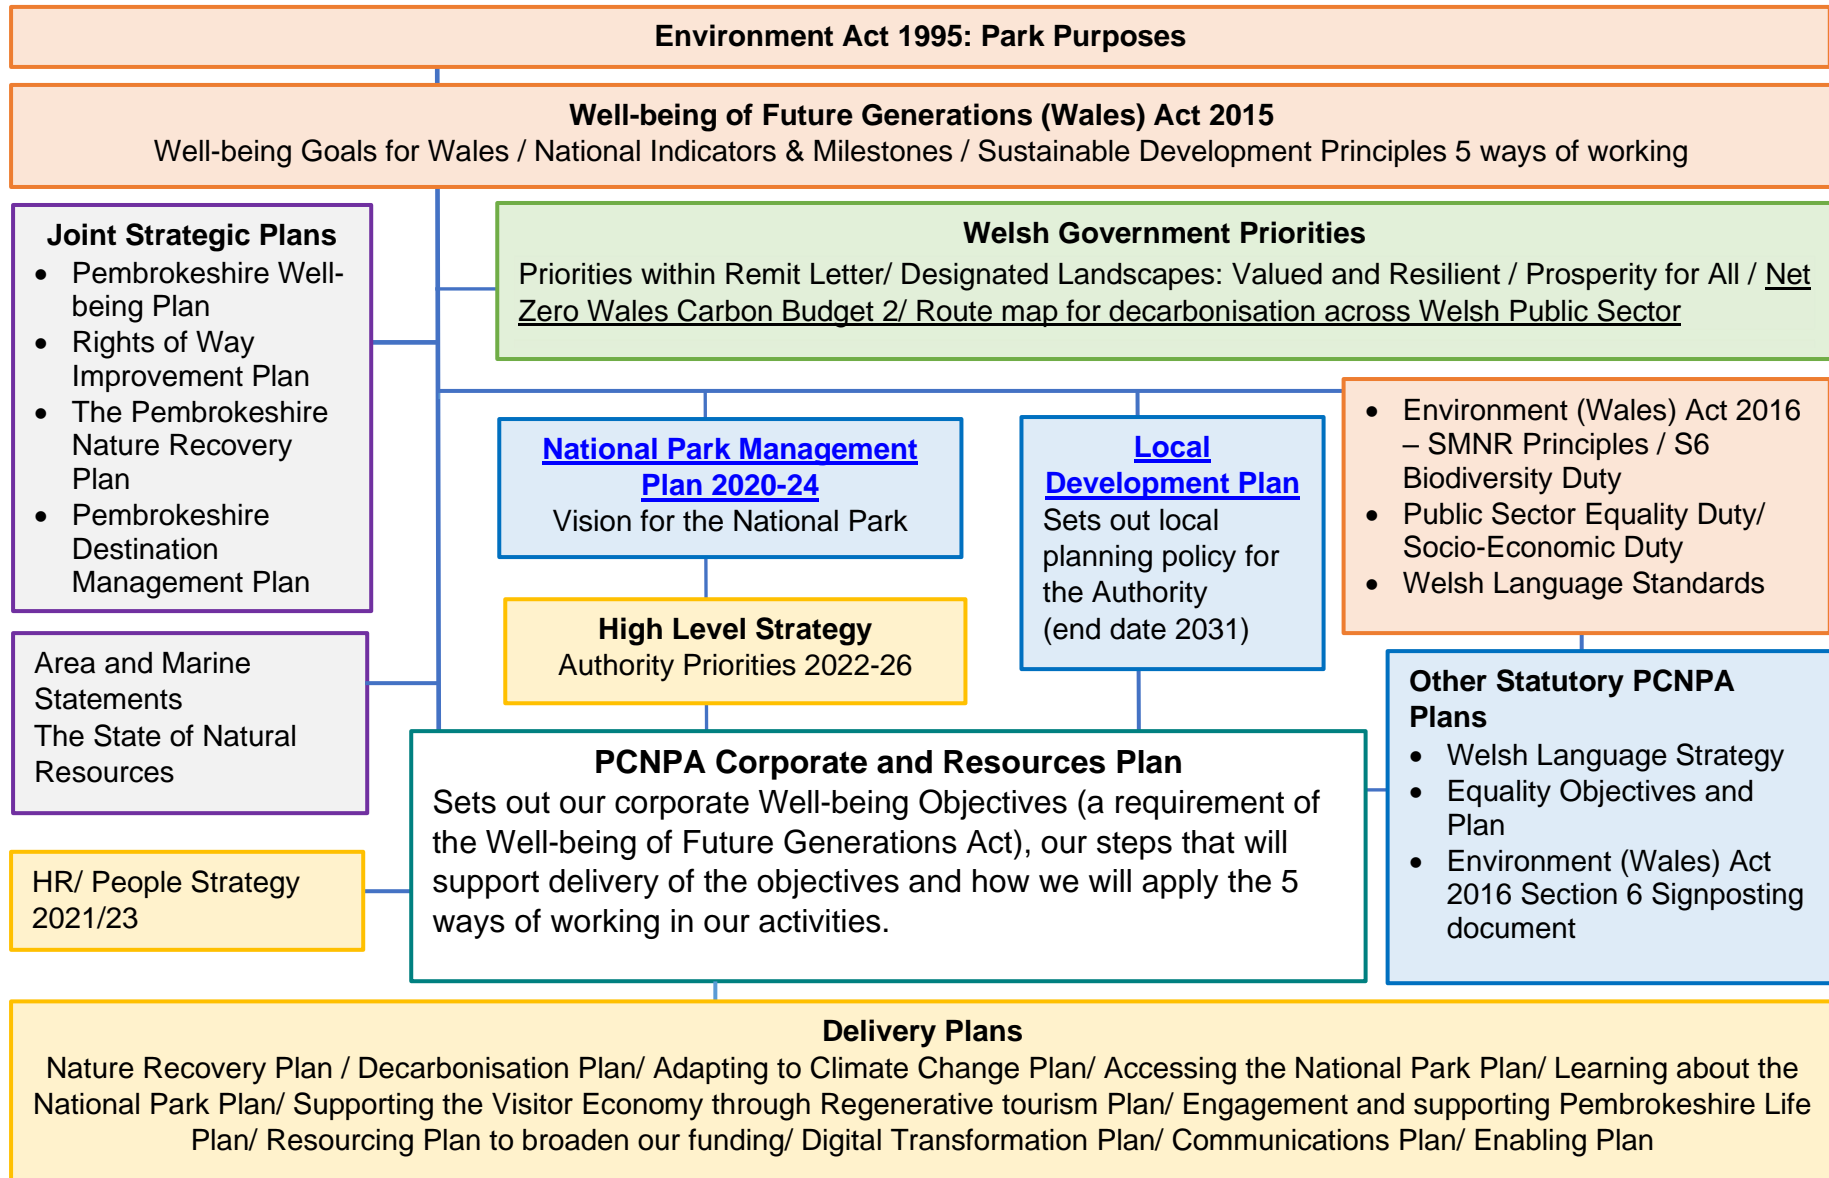 Environment Act 1995: Park Purposes
Well-being of Future Generations (Wales) Act 2015
Well-being Goals for Wales / National Indicators & Milestones / Sustainable Development Principles 5 ways of working
Joint Strategic Plans
• Pembrokeshire Well-
being Plan
• Rights of Way
Improvement Plan
• The Pembrokeshire
Nature Recovery
Plan
• Pembrokeshire
Destination
Management Plan
Welsh Government Priorities
Priorities within Remit Letter/ Designated Landscapes: Valued and Resilient / Prosperity for All / Net
Zero Wales Carbon Budget 2/ Route map for decarbonisation across Welsh Public Sector
National Park Management
Plan 2020-24
Vision for the National Park
Local
Development Plan
Sets out local
planning policy for
the Authority
(end date 2031)
• Environment (Wales) Act 2016
– SMNR Principles / S6
Biodiversity Duty
• Public Sector Equality Duty/
Socio-Economic Duty
• Welsh Language Standards
High Level Strategy
Authority Priorities 2022-26
Area and Marine
Statements
The State of Natural
Resources
Other Statutory PCNPA
Plans
• Welsh Language Strategy
• Equality Objectives and
Plan
• Environment (Wales) Act
2016 Section 6 Signposting
document
PCNPA Corporate and Resources Plan
Sets out our corporate Well-being Objectives (a requirement of
the Well-being of Future Generations Act), our steps that will
support delivery of the objectives and how we will apply the 5
ways of working in our activities.
HR/ People Strategy
2021/23
Delivery Plans
Nature Recovery Plan / Decarbonisation Plan/ Adapting to Climate Change Plan/ Accessing the National Park Plan/ Learning about the
National Park Plan/ Supporting the Visitor Economy through Regenerative tourism Plan/ Engagement and supporting Pembrokeshire Life
Plan/ Resourcing Plan to broaden our funding/ Digital Transformation Plan/ Communications Plan/ Enabling Plan